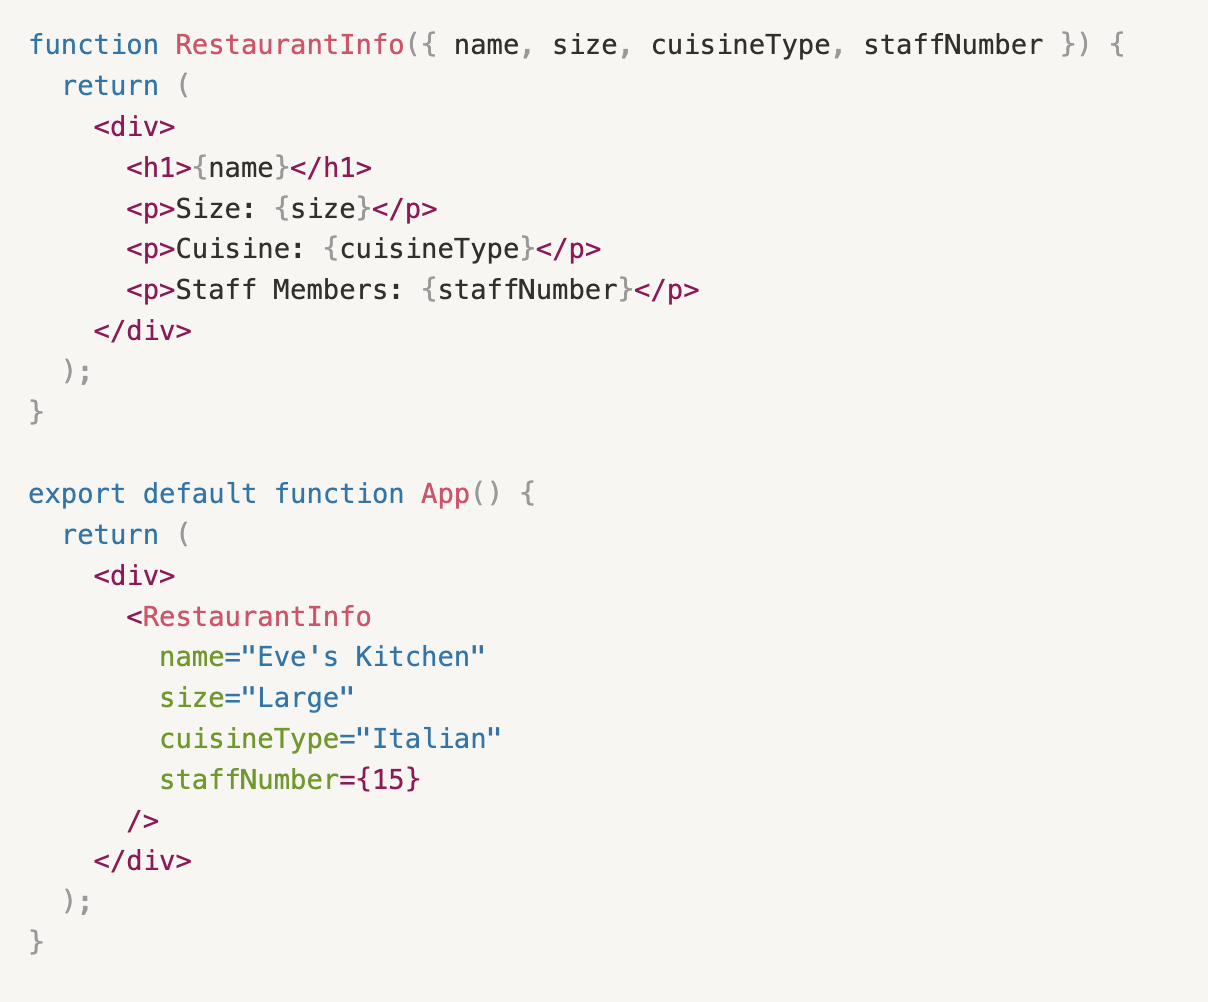 function RestaurantInfo({ name, size, cuisineType, staffNumber }) {
  return (
    <div>
      <h1>{name}</h1>
      <p>Size: {size}</p>
      <p>Cuisine: {cuisineType}</p>
      <p>Staff Members: {staffNumber}</p>
    </div>
  );
}

export default function App() {
  return (
    <div>
      <RestaurantInfo
        name="Eve's Kitchen"
        size="Large"
        cuisineType="Italian"
        staffNumber={15}
      />
    </div>
  );
}